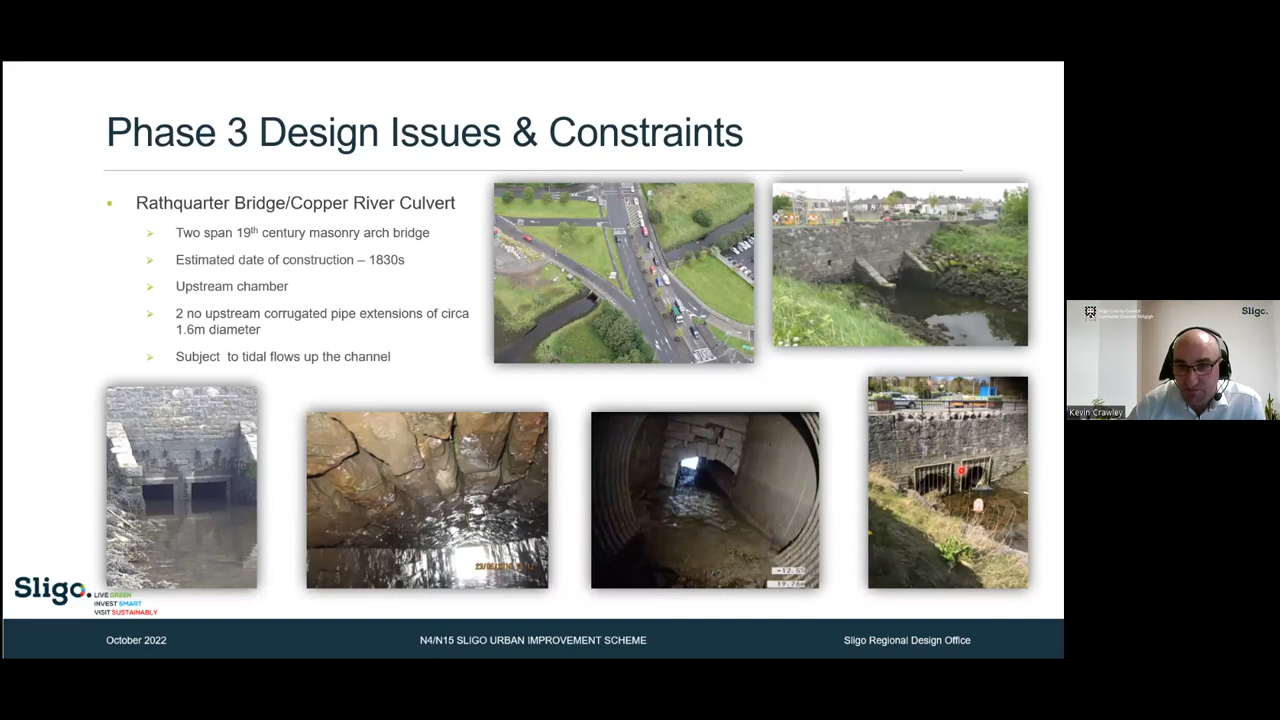 Phase 3 Design Issues & Constraints
Rathquarter Bridge/Copper River Culvert
Two span 19th century masonry arch bridge
Estimated date of construction – 1830s
Upstream chamber
2 no upstream corrugated pipe extensions of circa
1.6m diameter
Subject to tidal flows up the channel
Sligo.
LIVE GREEN
INVEST SMART
VISIT SUSTAINABLY
October 2022
N4/N15 SLIGO URBAN IMPROVEMENT SCHEME
Sligo Regional Design Office
Sligo County Council
Sligo.
Kevin Crawley